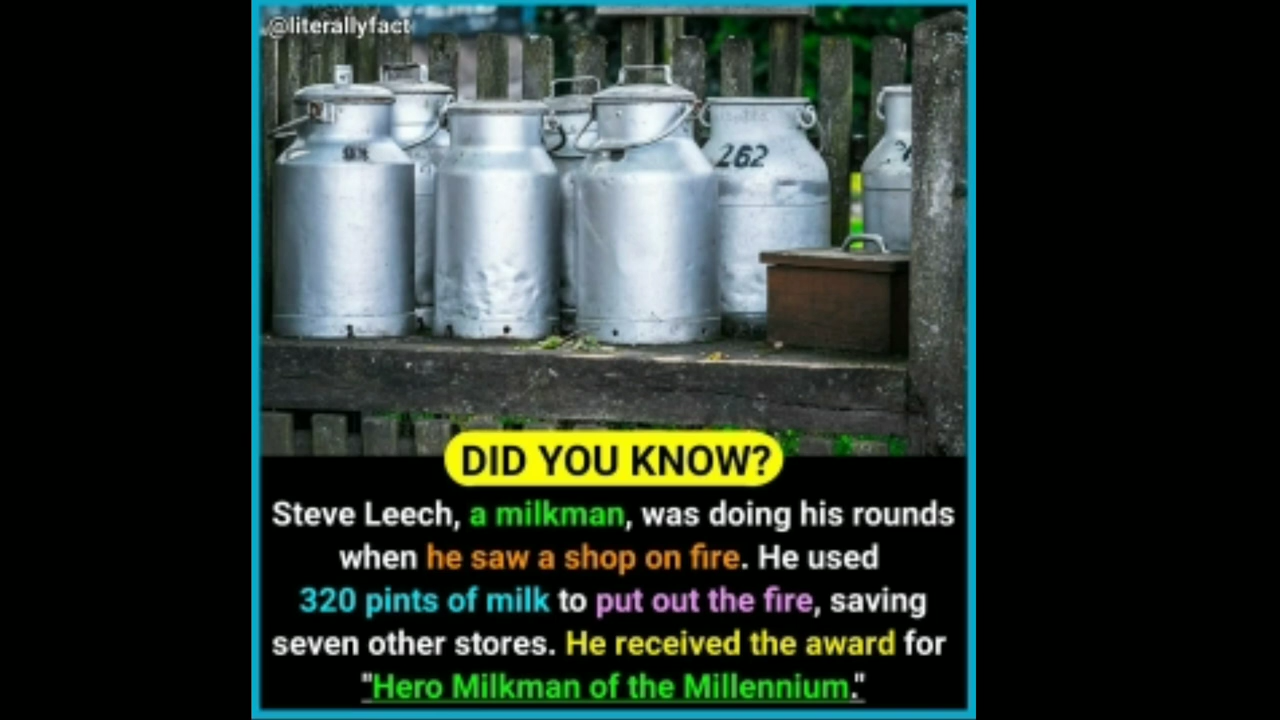 @literallyfact
262
DID YOU KNOW?
Steve Leech, a milkman, was doing his rounds
when he saw a shop on fire. He used
320 pints of milk to put out the fire, saving
seven other stores. He received the award for
"Hero Milkman of the Millennium."